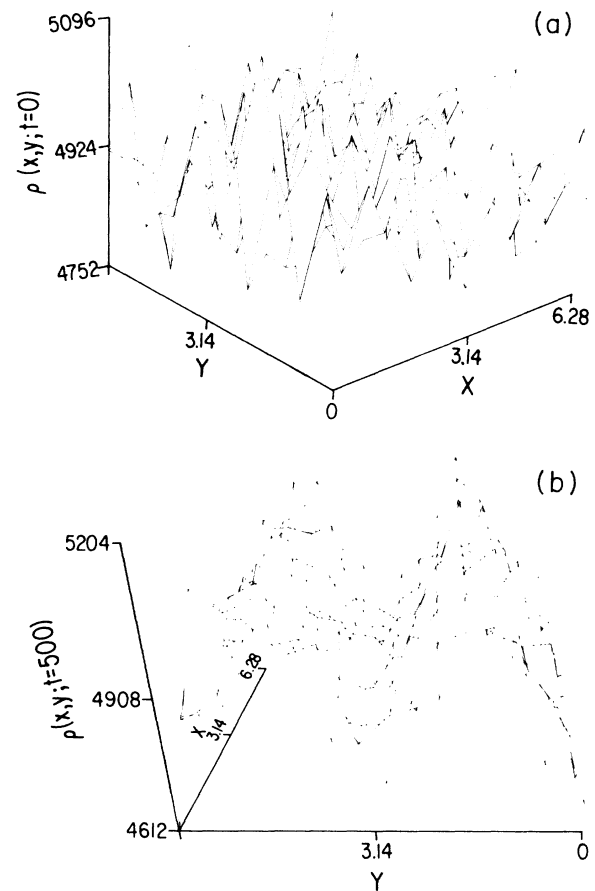 (a)
5096
4924
4752
ρ (x,y;t=0)
3.14
Y
0
3.14
X
6.28
(b)
5204
4908
4612
ρ(x,y;t=500)
6.28
3.14
X
3.14
0
Y